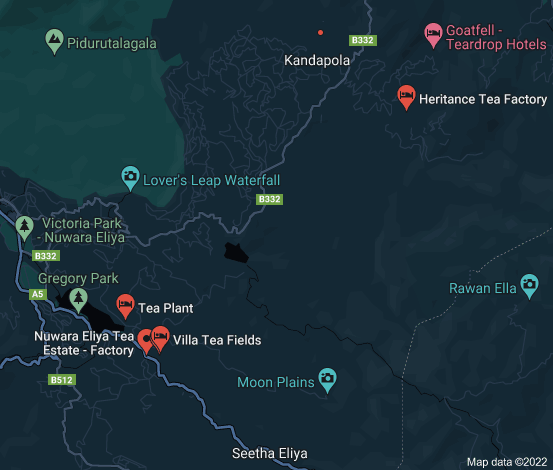 Goatfell -
Teardrop Hotels
Pidurutalagala
B332
Kandapola
Heritance Tea Factory
Lover's Leap Waterfall
B332
Victoria Park
- Nuwara Eliya
B332
Gregory Park
Rawan Ella
A5
Tea Plant
Nuwara Eliya Tea
Estate - Factory
Villa Tea Fields
B512
Moon Plains
Seetha Eliya
Map data ©2022